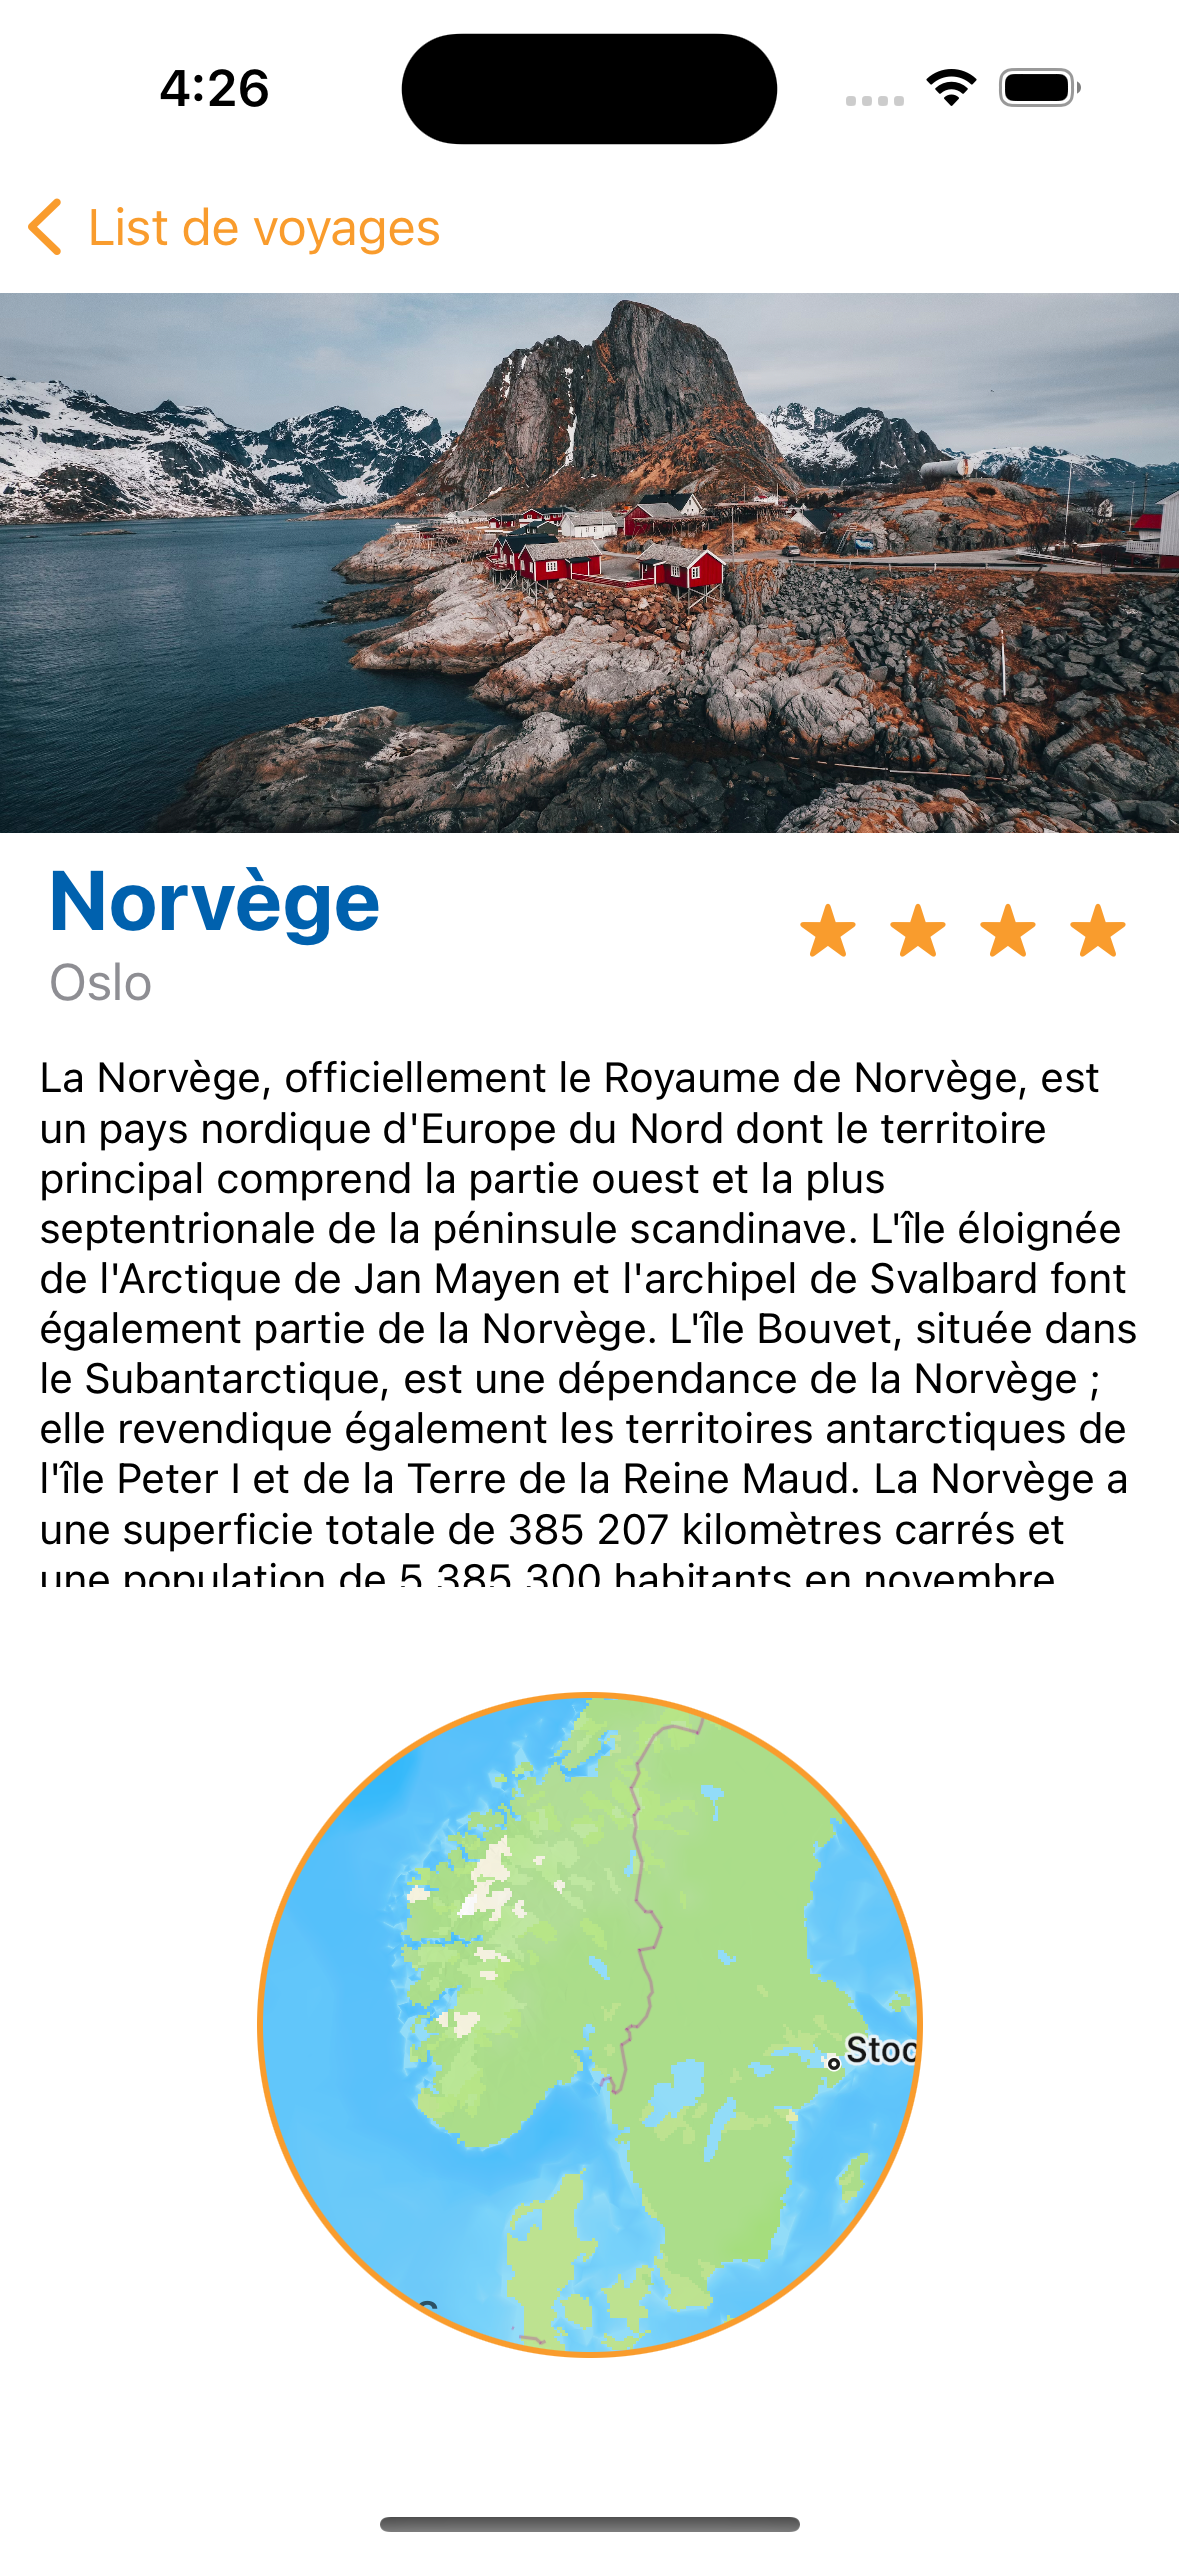 4:26
List de voyages
Norvège
Oslo
La Norvège, officiellement le Royaume de Norvège, est
un pays nordique d'Europe du Nord dont le territoire
principal comprend la partie ouest et la plus
septentrionale de la péninsule scandinave. L'île éloignée
de l'Arctique de Jan Mayen et l'archipel de Svalbard font
également partie de la Norvège. L'île Bouvet, située dans
le Subantarctique, est une dépendance de la Norvège ;
elle revendique également les territoires antarctiques de
l'île Peter I et de la Terre de la Reine Maud. La Norvège a
une superficie totale de 385 207 kilomètres carrés et
une population de 5 385 300 habitants en novembre
Stoc